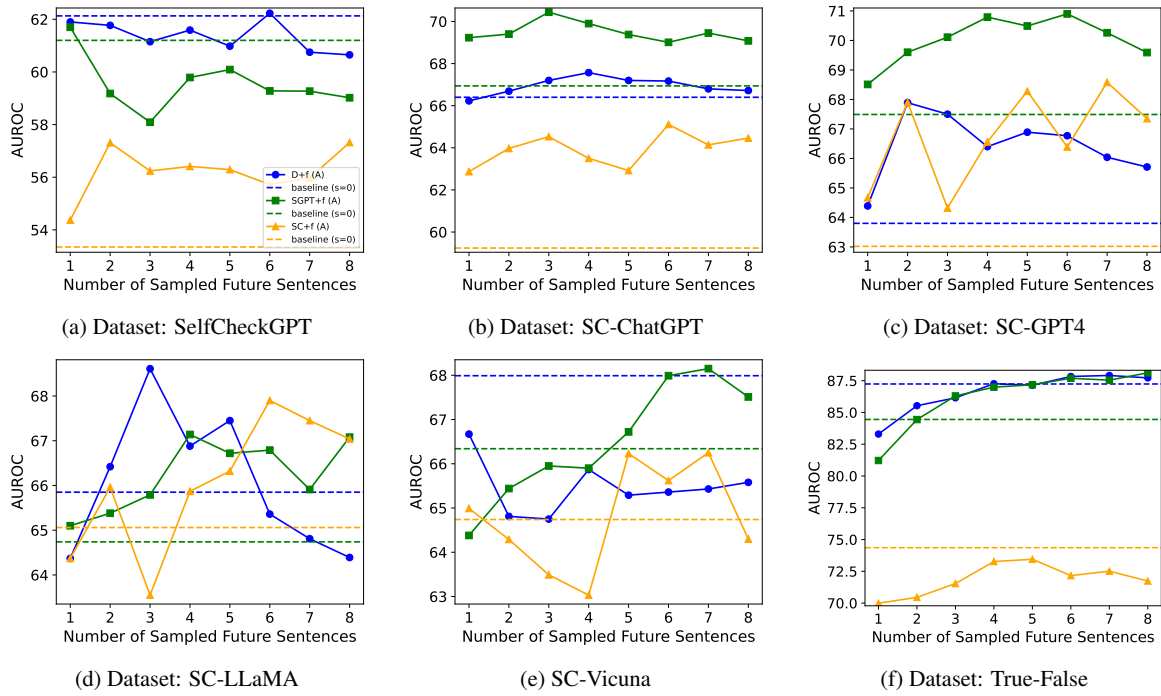 62
60
58
56
54
AUROC
D+f (A)
baseline (s=0)
SGPT+f (A)
baseline (s=0)
SC+f (A)
baseline (s=0)
1 2 3 4 5 6 7 8
Number of Sampled Future Sentences
(a) Dataset: SelfCheckGPT
70
68
66
64
62
60
AUROC
1 2 3 4 5 6 7 8
Number of Sampled Future Sentences
(b) Dataset: SC-ChatGPT
71
70
69
68
67
66
65
64
63
AUROC
1 2 3 4 5 6 7 8
Number of Sampled Future Sentences
(c) Dataset: SC-GPT4
68
67
66
65
64
AUROC
1 2 3 4 5 6 7 8
Number of Sampled Future Sentences
(d) Dataset: SC-LLaMA
68
67
66
65
64
63
AUROC
1 2 3 4 5 6 7 8
Number of Sampled Future Sentences
(e) SC-Vicuna
87.5
85.0
82.5
80.0
77.5
75.0
72.5
70.0
AUROC
1 2 3 4 5 6 7 8
Number of Sampled Future Sentences
(f) Dataset: True-False